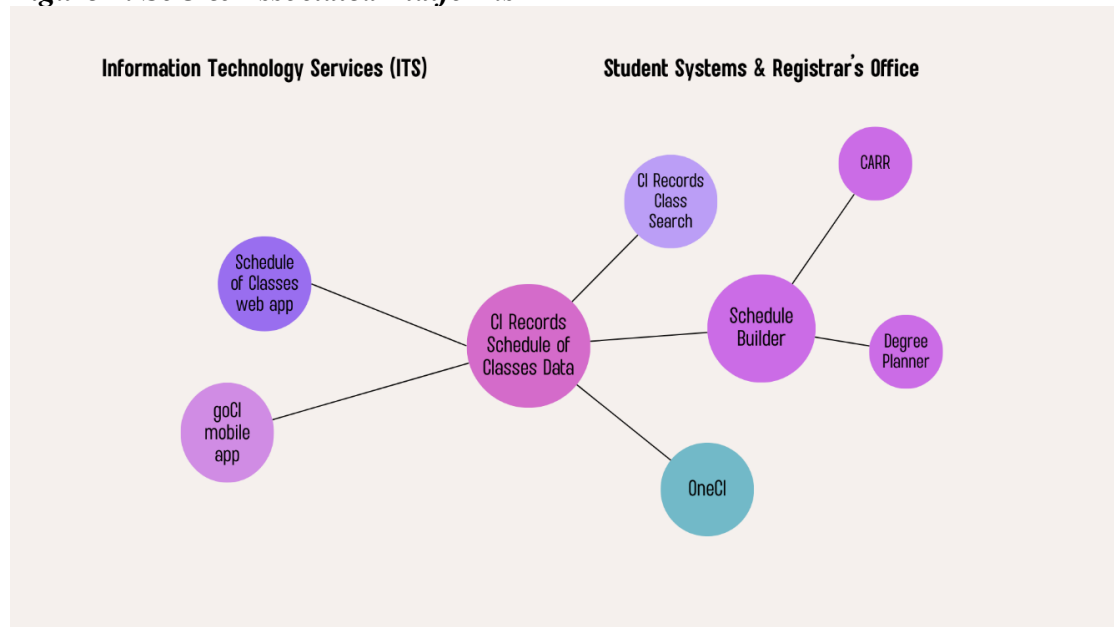 Information Technology Services (ITS)
Student Systems & Registrar's Office
CARR
CI Records
Class
Search
Schedule
of Classes
web app
CI Records
Schedule of
Classes Data
Schedule
Builder
Degree
Planner
goCI
mobile
app
OneCI